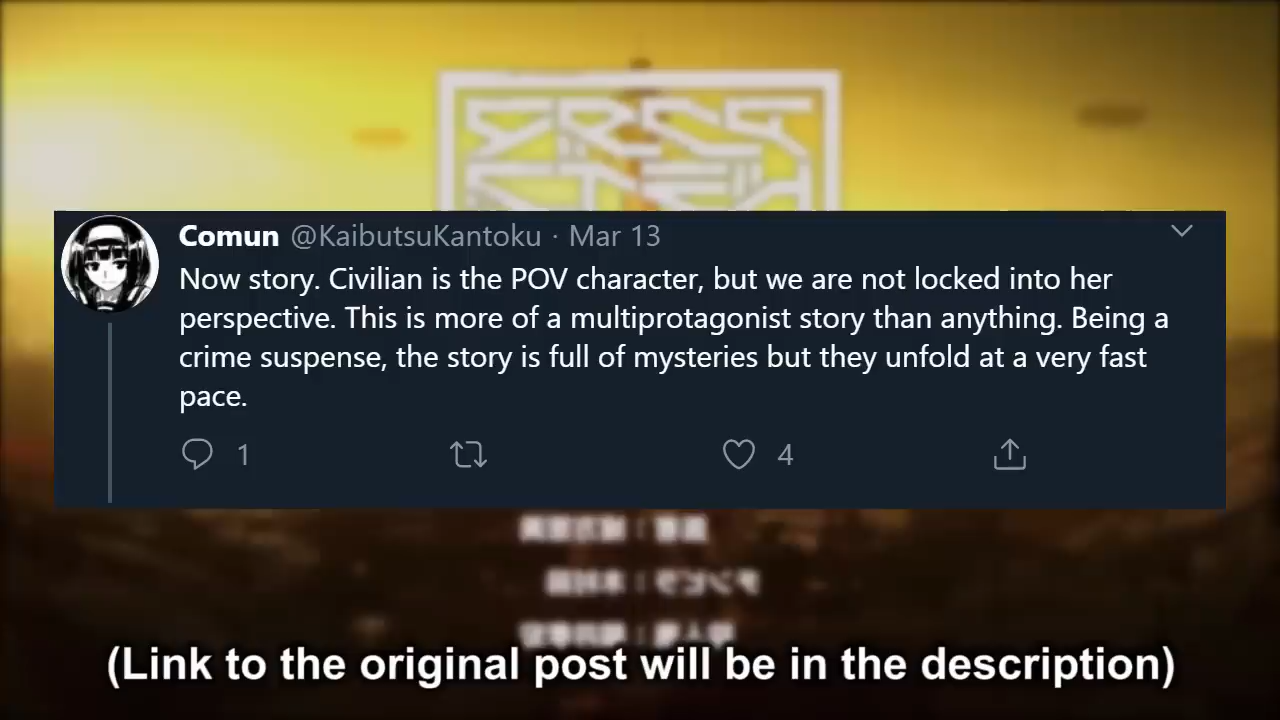 Comun @KaibutsuKantoku · Mar 13
Now story. Civilian is the POV character, but we are not locked into her
perspective. This is more of a multiprotagonist story than anything. Being a
crime suspense, the story is full of mysteries but they unfold at a very fast
pace.
1 4
(Link to the original post will be in the description)